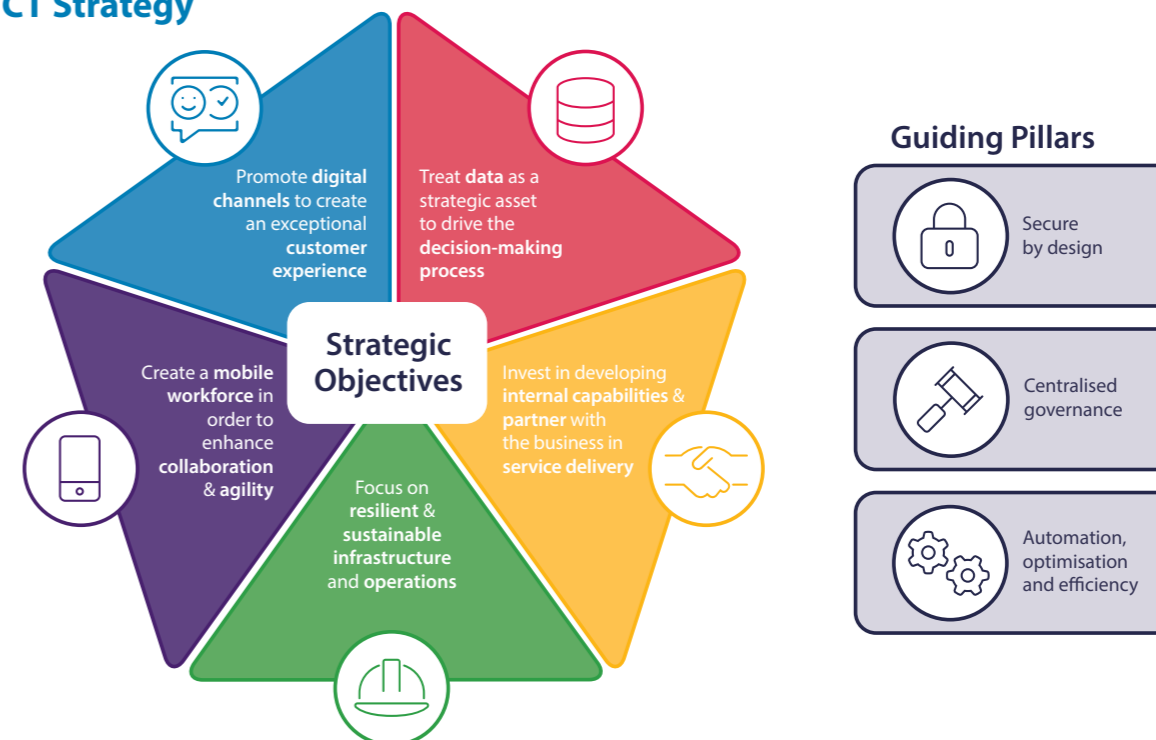 CT Strategy
Promote digital
channels to create
an exceptional
customer
experience
Treat data as a
strategic asset
to drive the
decision-making
process
Strategic
Objectives
Create a mobile
workforce in
order to
enhance
collaboration
& agility
Invest in developing
internal capabilities &
partner with
the business in
service delivery
Focus on
resilient &
sustainable
infrastructure
and operations
Guiding Pillars
Secure
by design
Centralised
governance
Automation,
optimisation
and efficiency